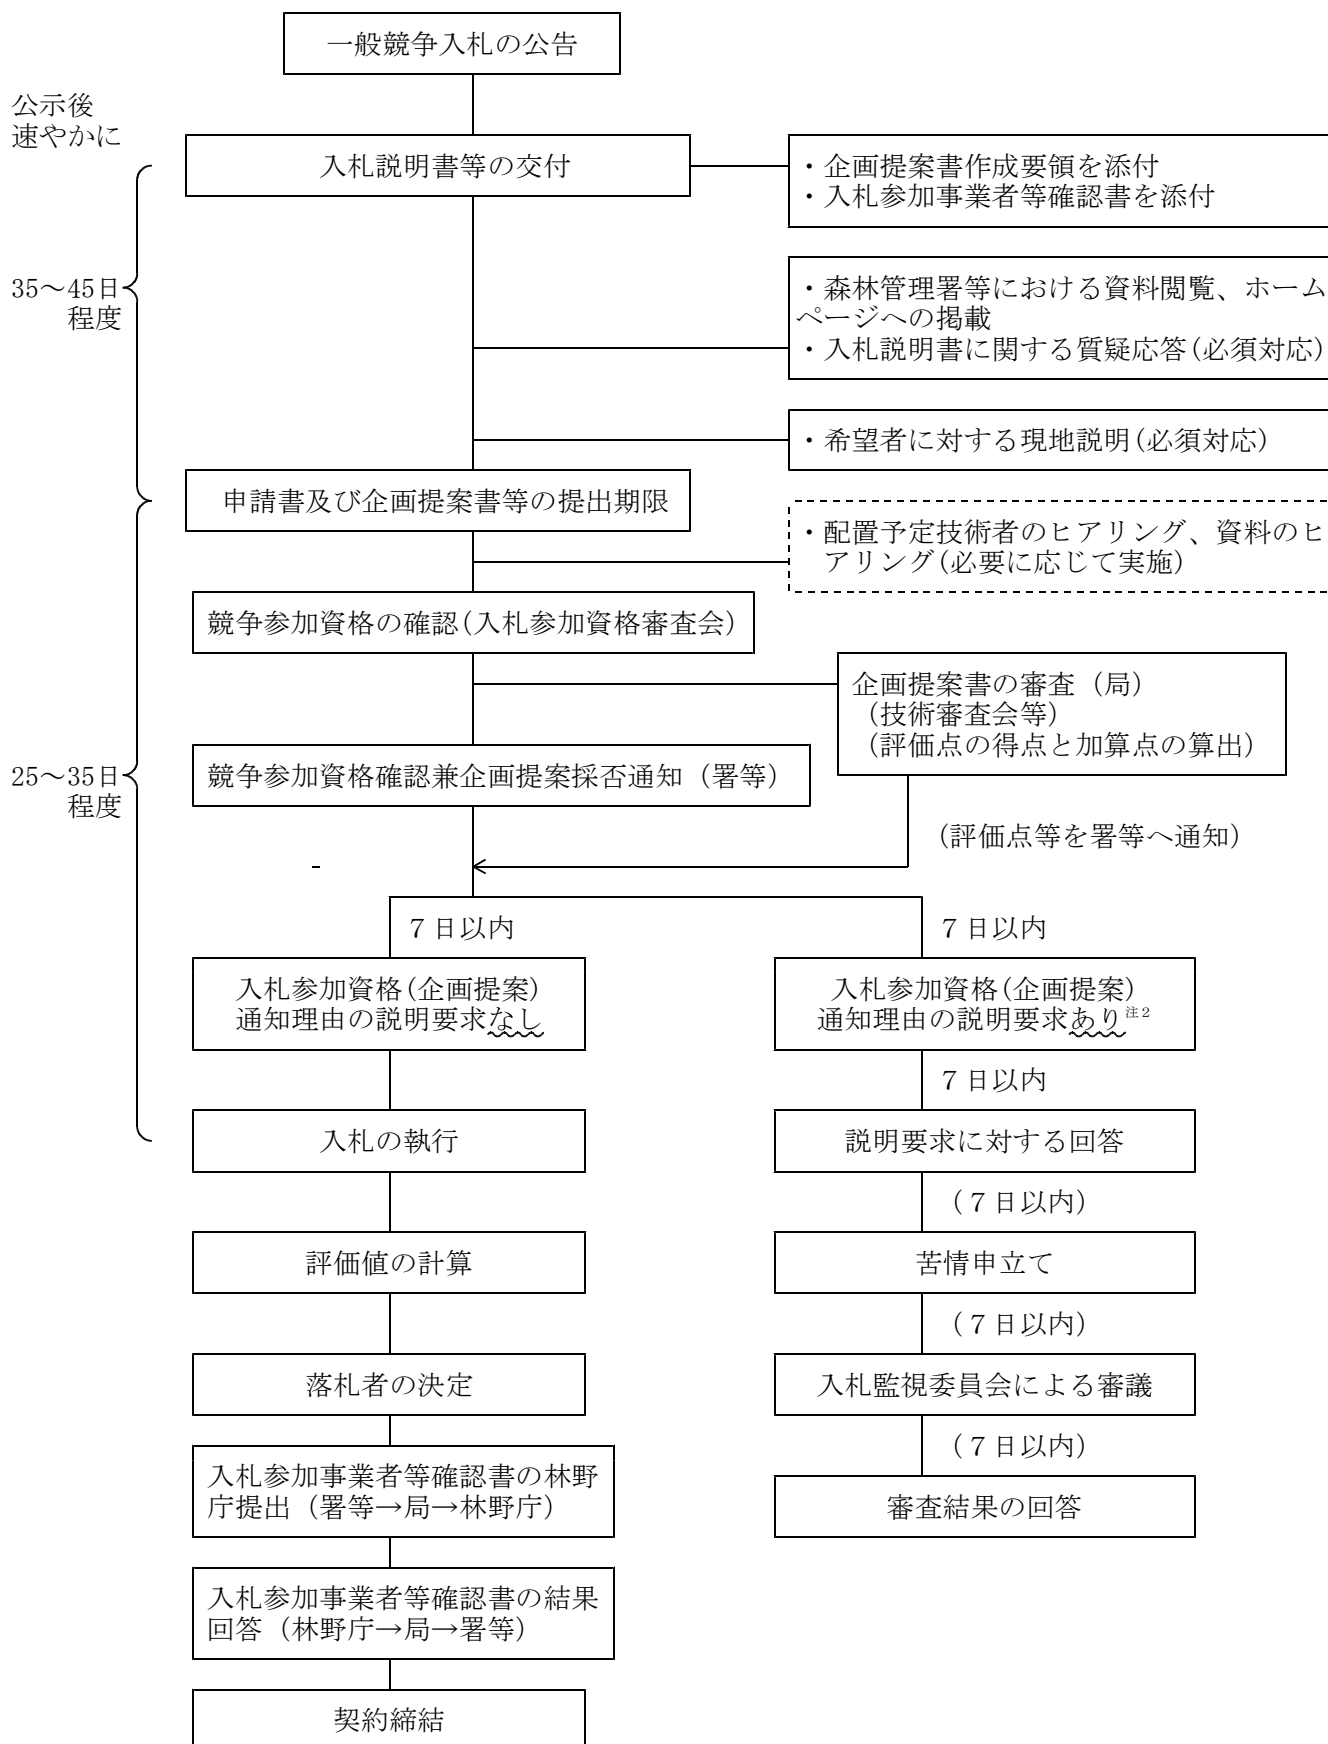 一般競争入札の公告
公示後
速やかに
入札説明書等の交付
・企画提案書作成要領を添付
・入札参加事業者等確認書を添付
35～45日
程度
・森林管理署等における資料閲覧、ホーム
ページへの掲載
・入札説明書に関する質疑応答(必須対応)
・希望者に対する現地説明(必須対応)
申請書及び企画提案書等の提出期限
・配置予定技術者のヒアリング、資料のヒ
アリング(必要に応じて実施)
競争参加資格の確認(入札参加資格審査会)
企画提案書の審査（局）
（技術審査会等）
（評価点の得点と加算点の算出）
25～35日
程度
競争参加資格確認兼企画提案採否通知（署等）
（評価点等を署等へ通知）
７日以内
７日以内
入札参加資格(企画提案)
通知理由の説明要求なし
入札参加資格(企画提案)
通知理由の説明要求あり注2
７日以内
入札の執行
説明要求に対する回答
（７日以内）
評価値の計算
苦情申立て
（７日以内）
落札者の決定
入札監視委員会による審議
（７日以内）
入札参加事業者等確認書の林野
庁提出（署等→局→林野庁）
審査結果の回答
入札参加事業者等確認書の結果
回答（林野庁→局→署等）
契約締結